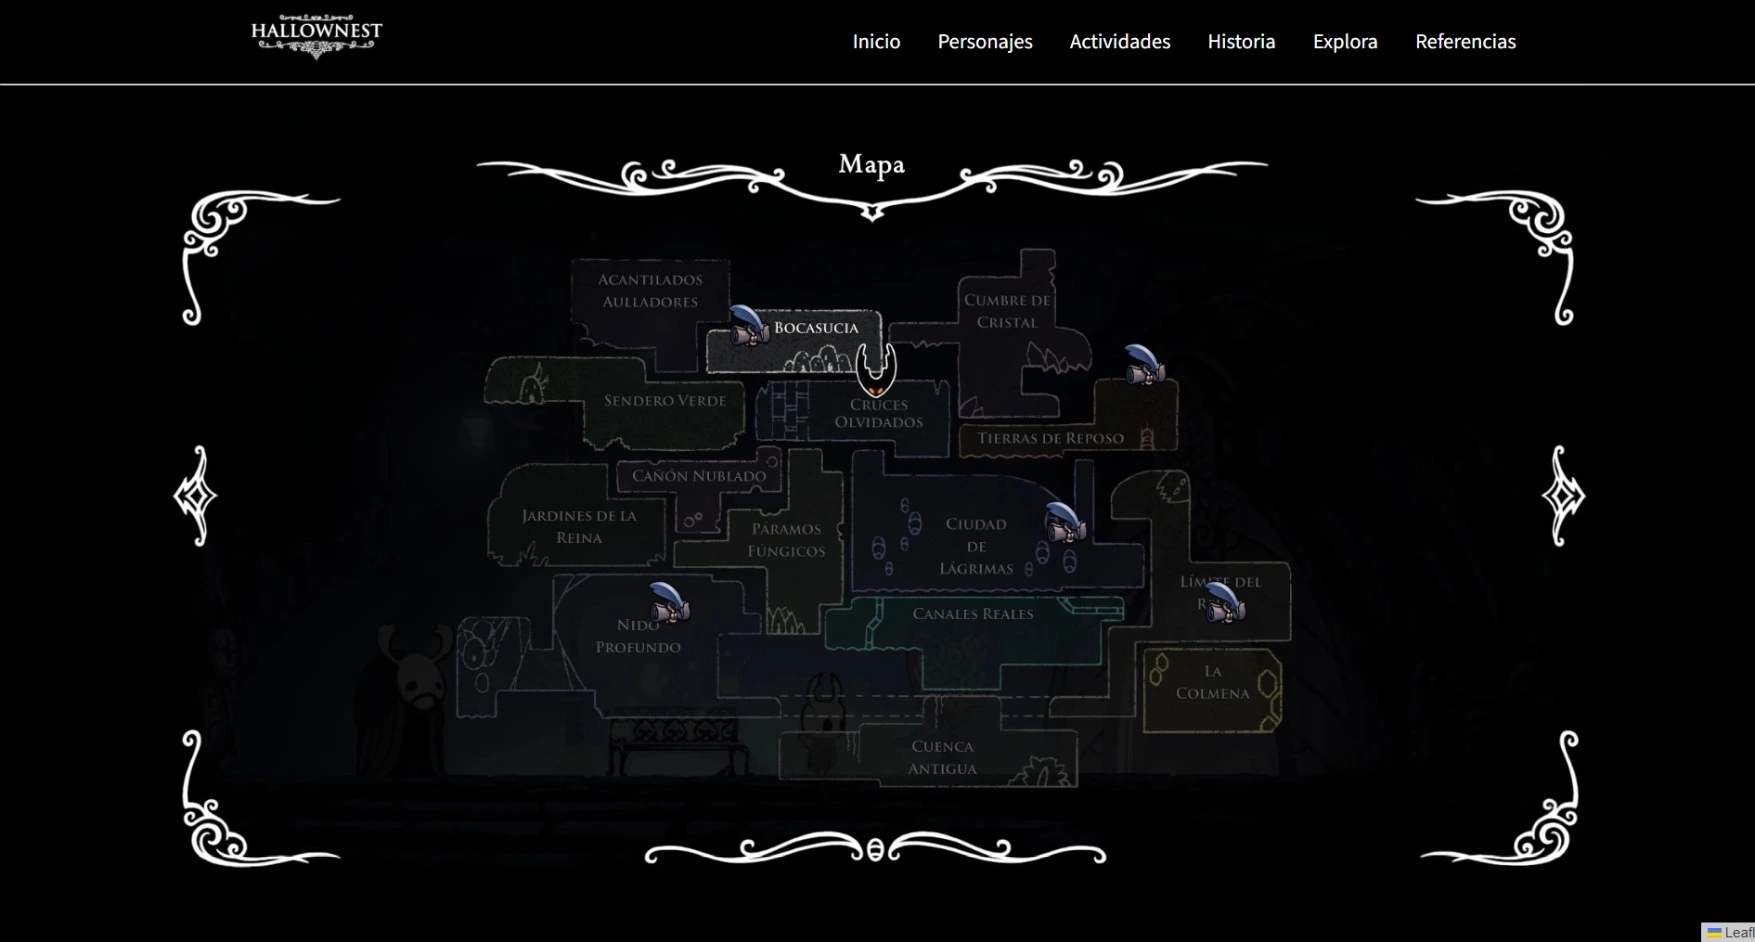 HALLOWNEST
Inicio Personajes Actividades Historia Explora Referencias
Mapa
ACANTILADOS
AULLADORES
BOCASUCIA
CUMBRE DE
CRISTAL
SENDERO VERDE
CRUCES
OLVIDADOS
TIERRAS DE REPOSO
CAÑÓN NUBLADO
JARDINES DE LA
REINA
PÁRAMOS
FÚNGICOS
CIUDAD
DE
LÁGRIMAS
LÍMITE DEL
CANALES REALES
NIDO
PROFUNDO
LA
COLMENA
CUENCA
ANTIGUA
Leafl